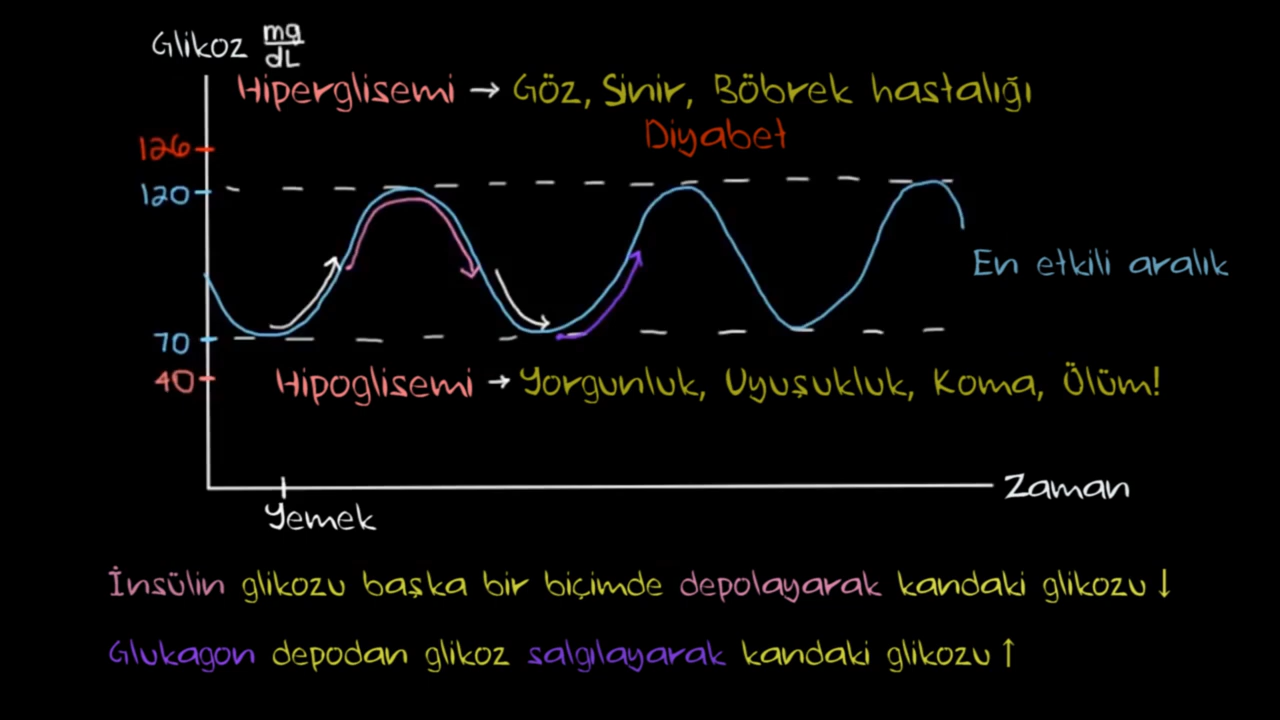 Glikoz mg/dL
Hiperglisemi → Göz, Sinir, Böbrek hastalığı
Diyabet
126
120
En etkili aralık
70
40
Hipoglisemi → Yorgunluk, Uyuşukluk, Koma, Ölüm!
Zaman
Yemek
İnsülin glikozu başka bir biçimde depolayarak kandaki glikozu ↓
Glukagon depodan glikoz salgılayarak kandaki glikozu ↑